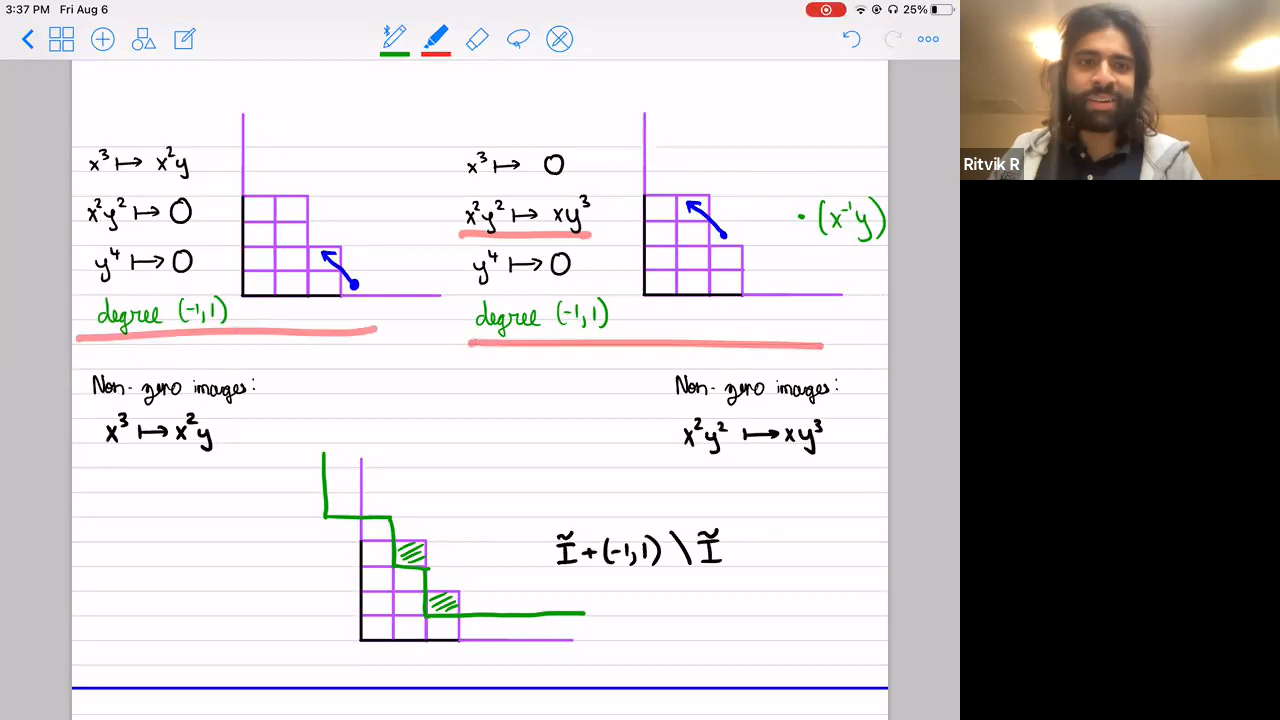 3:37 PM Fri Aug 6
25%
x³ ↦ x²y
x²y² ↦ 0
y⁴ ↦ 0
degree (-1,1)
Non-zero images:
x³ ↦ x²y
x³ ↦ 0
x²y² ↦ xy³
y⁴ ↦ 0
degree (-1,1)
· (x⁻¹y)
Non-zero images:
x²y² ↦ xy³
Ĩ + (-1,1) \ Ĩ
Ritvik R